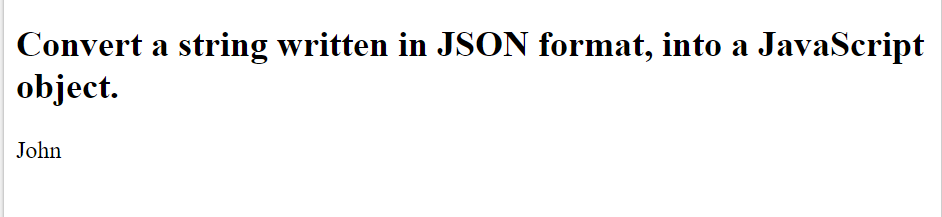 Convert a string written in JSON format, into a JavaScript
object.
John